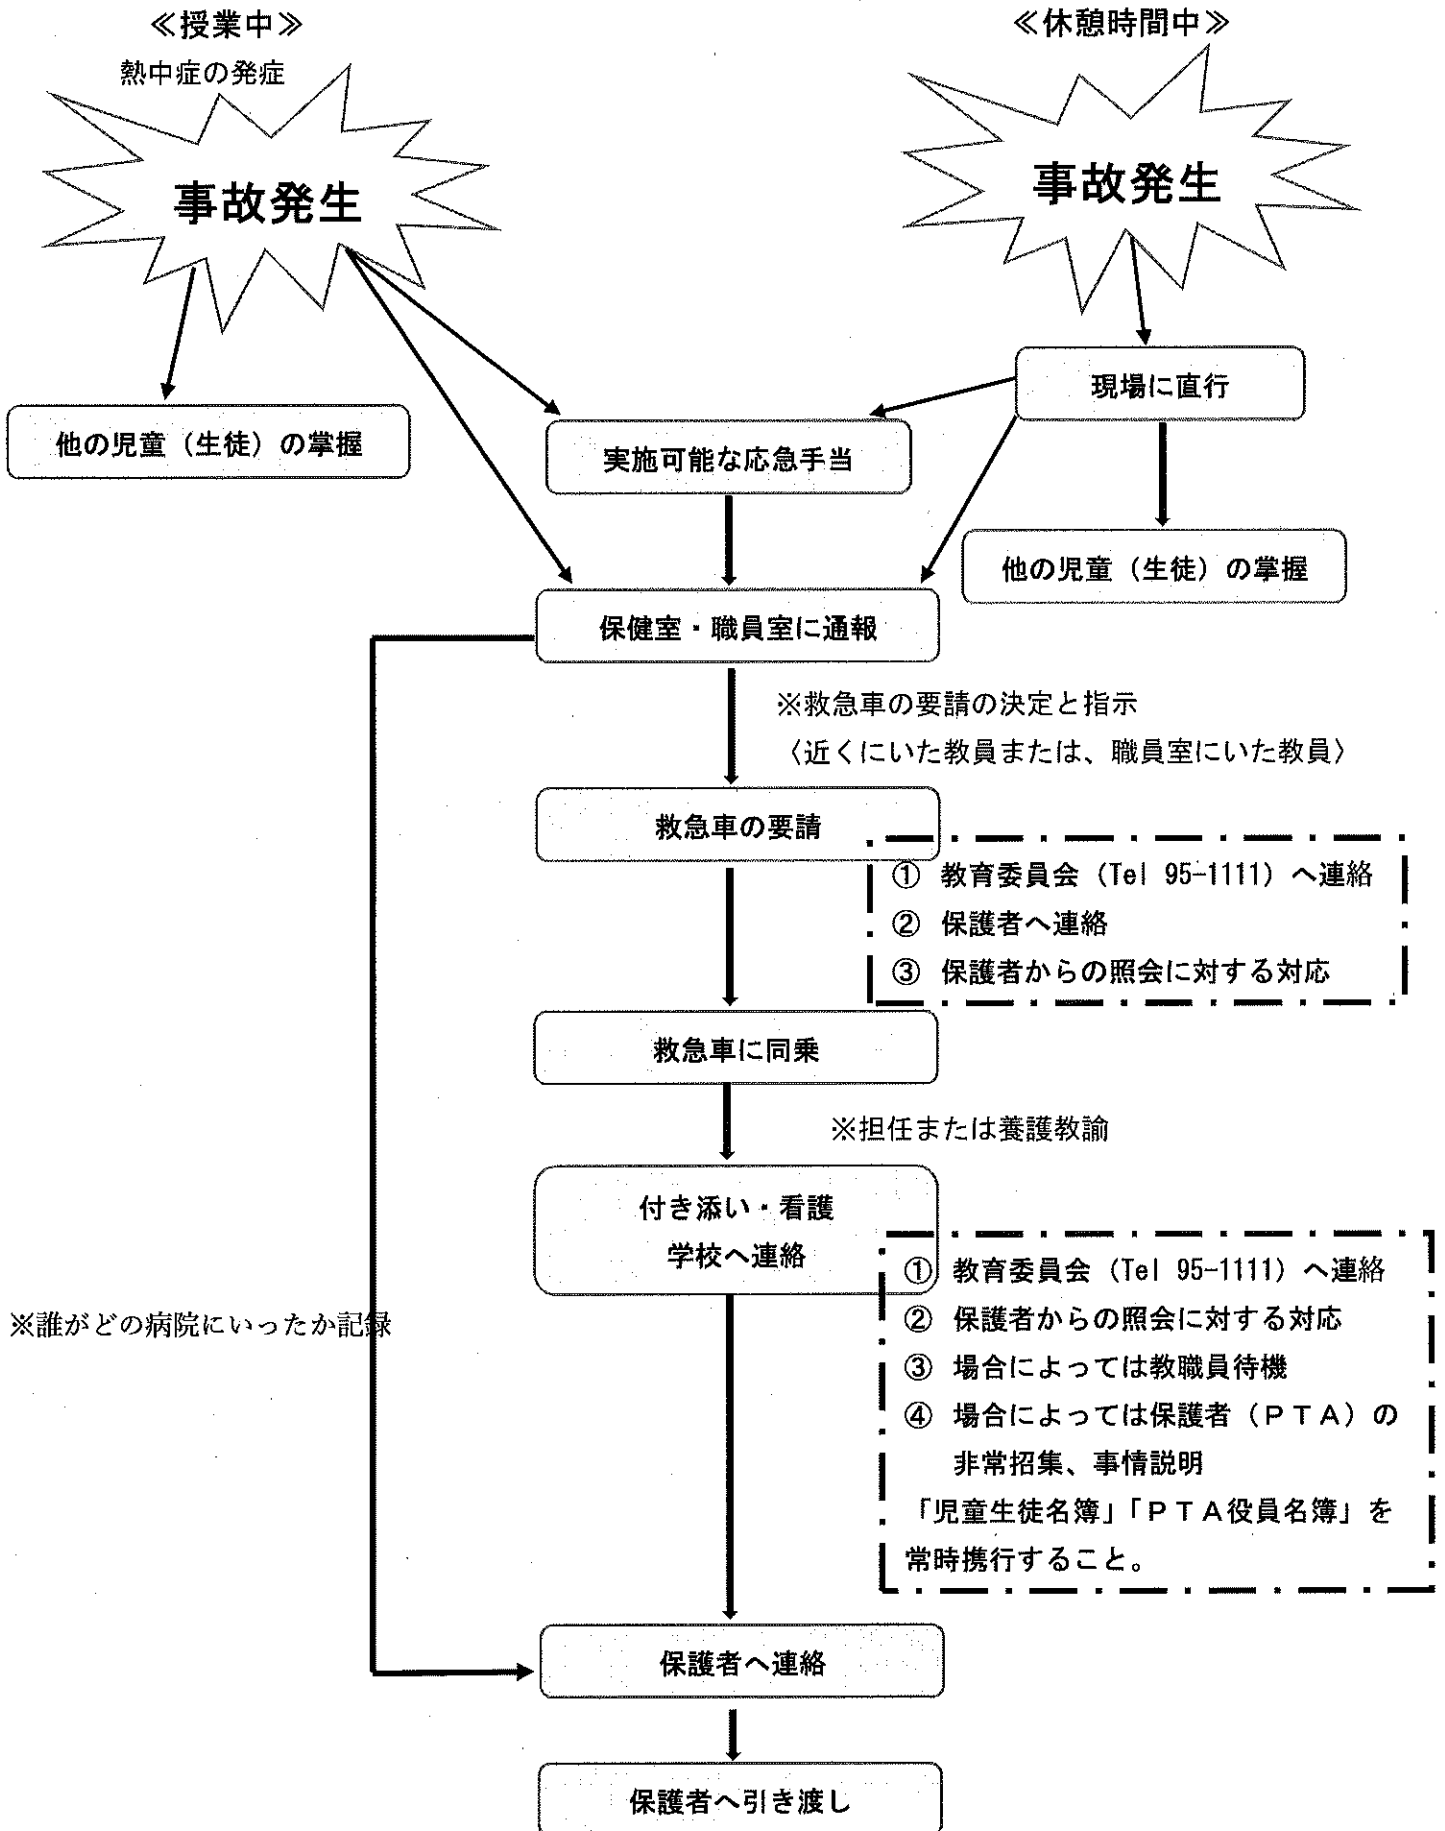 ≪授業中≫
≪休憩時間中≫
熱中症の発症
事故発生
事故発生
現場に直行
他の児童（生徒）の掌握
実施可能な応急手当
他の児童（生徒）の掌握
保健室・職員室に通報
※救急車の要請の決定と指示
〈近くにいた教員または、職員室にいた教員〉
救急車の要請
① 教育委員会（Tel 95-1111）へ連絡
② 保護者へ連絡
③ 保護者からの照会に対する対応
救急車に同乗
※担任または養護教諭
付き添い・看護
学校へ連絡
※誰がどの病院にいったか記録
① 教育委員会（Tel 95-1111）へ連絡
② 保護者からの照会に対する対応
③ 場合によっては教職員待機
④ 場合によっては保護者（ＰＴＡ）の
非常招集、事情説明
「児童生徒名簿」「ＰＴＡ役員名簿」を
常時携行すること。
保護者へ連絡
保護者へ引き渡し